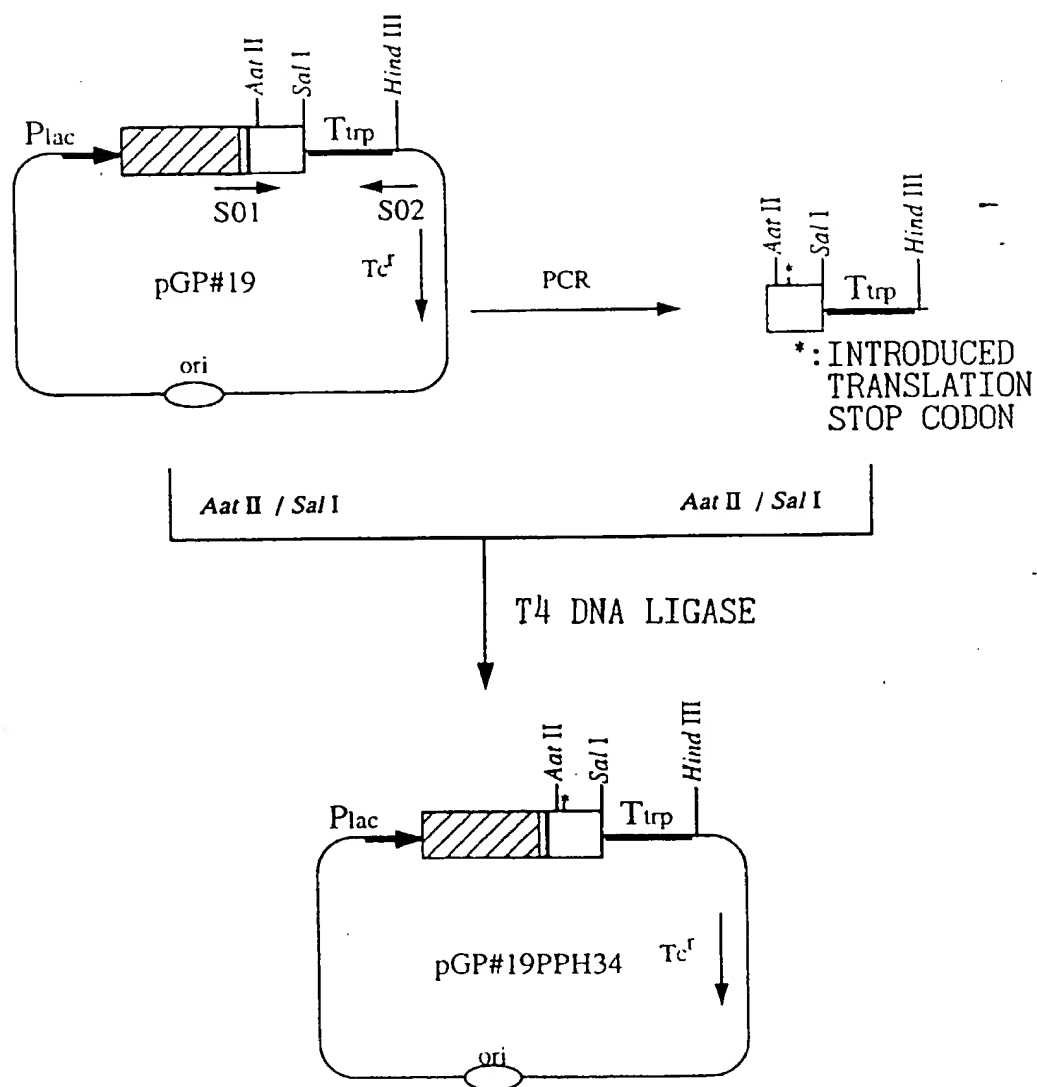 Aat II
Sal I
Hind III
Plac
Ttrp
S01
S02
Tcr
pGP#19
ori
PCR
Aat II
*
Sal I
Hind III
Ttrp
*:INTRODUCED
TRANSLATION
STOP CODON
Aat II / Sal I
Aat II / Sal I
T4 DNA LIGASE
Aat II
*
Sal I
Hind III
Plac
Ttrp
Tcr
pGP#19PPH34
ori